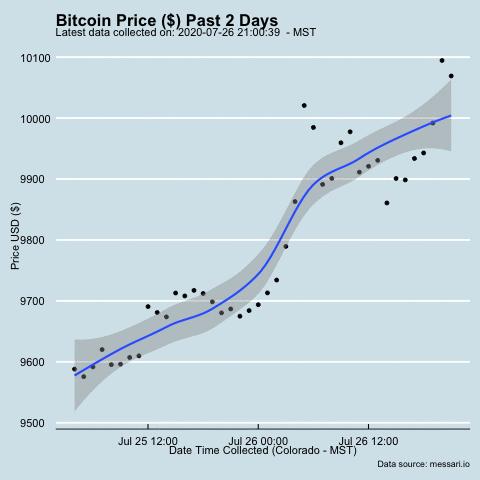 Bitcoin Price ($) Past 2 Days
Latest data collected on: 2020-07-26 21:00:39 - MST
10100
10000
9900
9800
9700
9600
9500
Price USD ($)
Jul 25 12:00 Jul 26 00:00 Jul 26 12:00
Date Time Collected (Colorado - MST)
Data source: messari.io